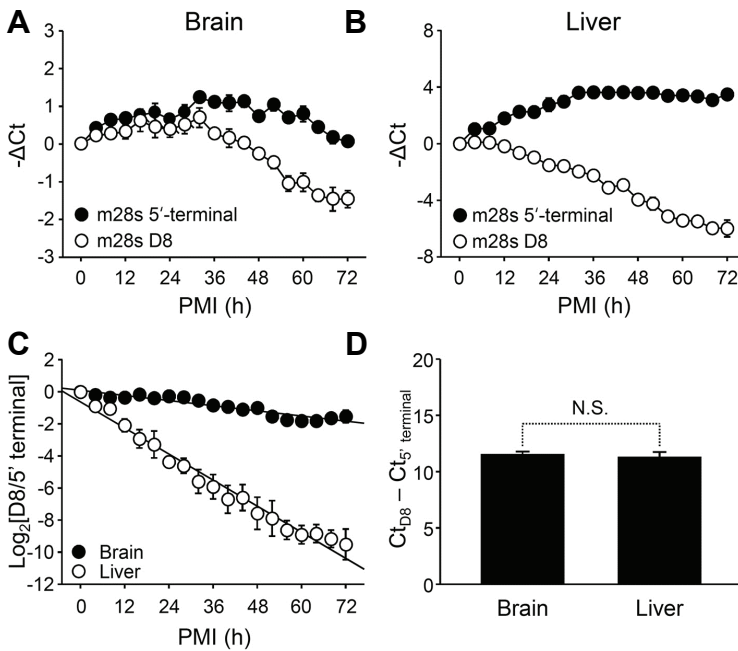 A
Brain
3
2
1
0
-1
-2
-3
-ΔCt
m28s 5′-terminal
m28s D8
0 12 24 36 48 60 72
PMI (h)
B
Liver
8
4
0
-4
-8
-ΔCt
m28s 5′-terminal
m28s D8
0 12 24 36 48 60 72
PMI (h)
C
2
0
-2
-4
-6
-8
-10
-12
Log2[D8/5’ terminal]
Brain
Liver
0 12 24 36 48 60 72
PMI (h)
D
20
15
10
5
0
CtD8 – Ct5’ terminal
N.S.
Brain Liver